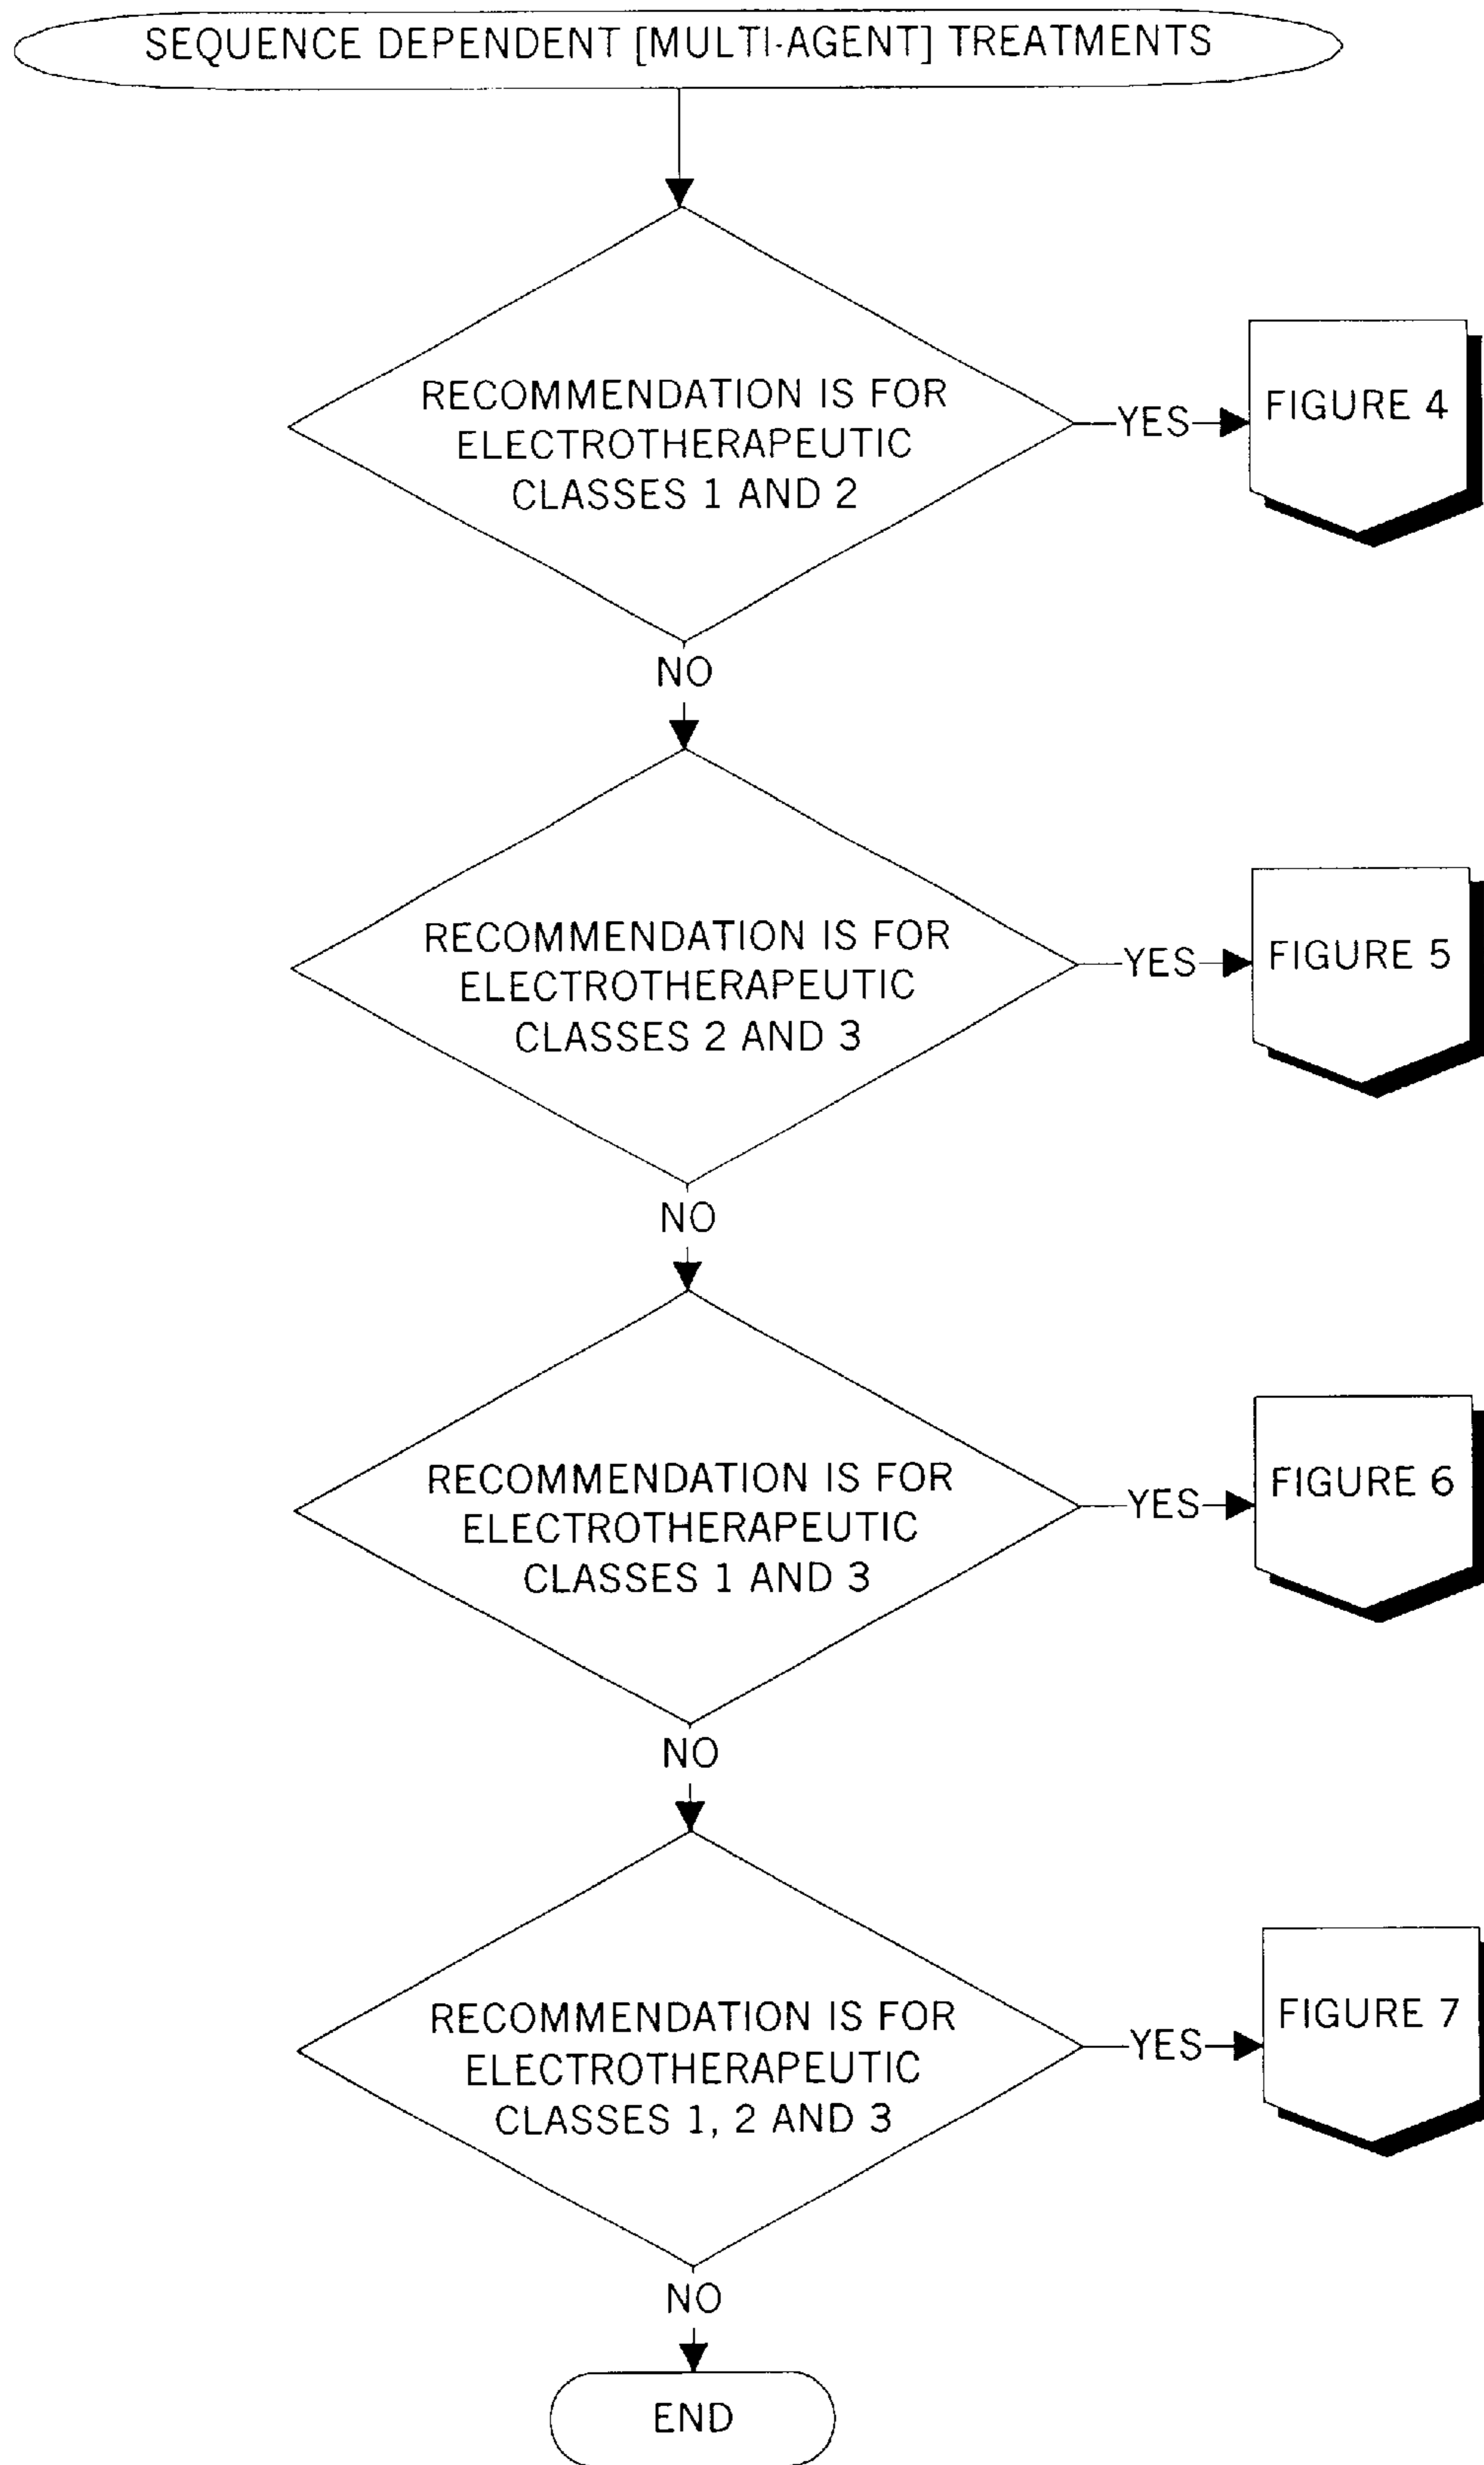 SEQUENCE DEPENDENT [MULTI-AGENT] TREATMENTS
RECOMMENDATION IS FOR
ELECTROTHERAPEUTIC
CLASSES 1 AND 2
YES
FIGURE 4
NO
RECOMMENDATION IS FOR
ELECTROTHERAPEUTIC
CLASSES 2 AND 3
YES
FIGURE 5
NO
RECOMMENDATION IS FOR
ELECTROTHERAPEUTIC
CLASSES 1 AND 3
YES
FIGURE 6
NO
RECOMMENDATION IS FOR
ELECTROTHERAPEUTIC
CLASSES 1, 2 AND 3
YES
FIGURE 7
NO
END